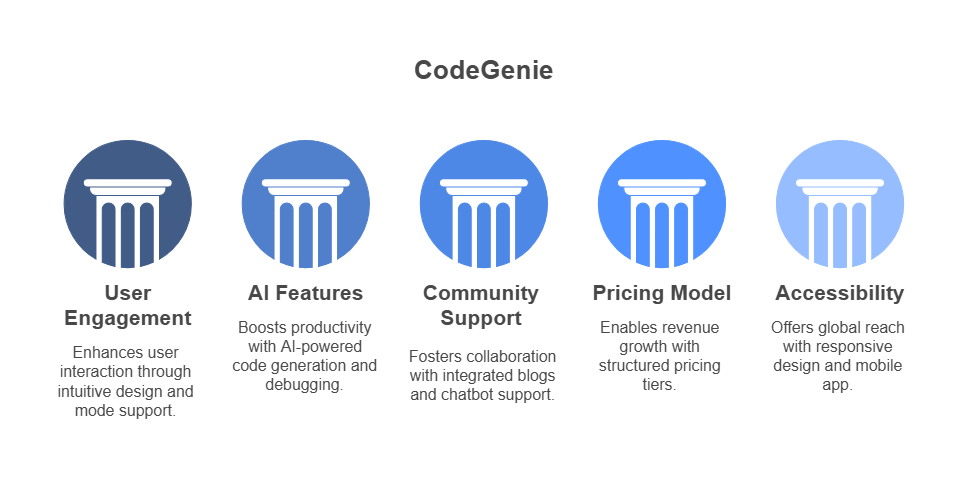 CodeGenie
User
Engagement
Enhances user
interaction through
intuitive design and
mode support.
AI Features
Boosts productivity
with AI-powered
code generation and
debugging.
Community
Support
Fosters collaboration
with integrated blogs
and chatbot support.
Pricing Model
Enables revenue
growth with
structured pricing
tiers.
Accessibility
Offers global reach
with responsive
design and mobile
app.